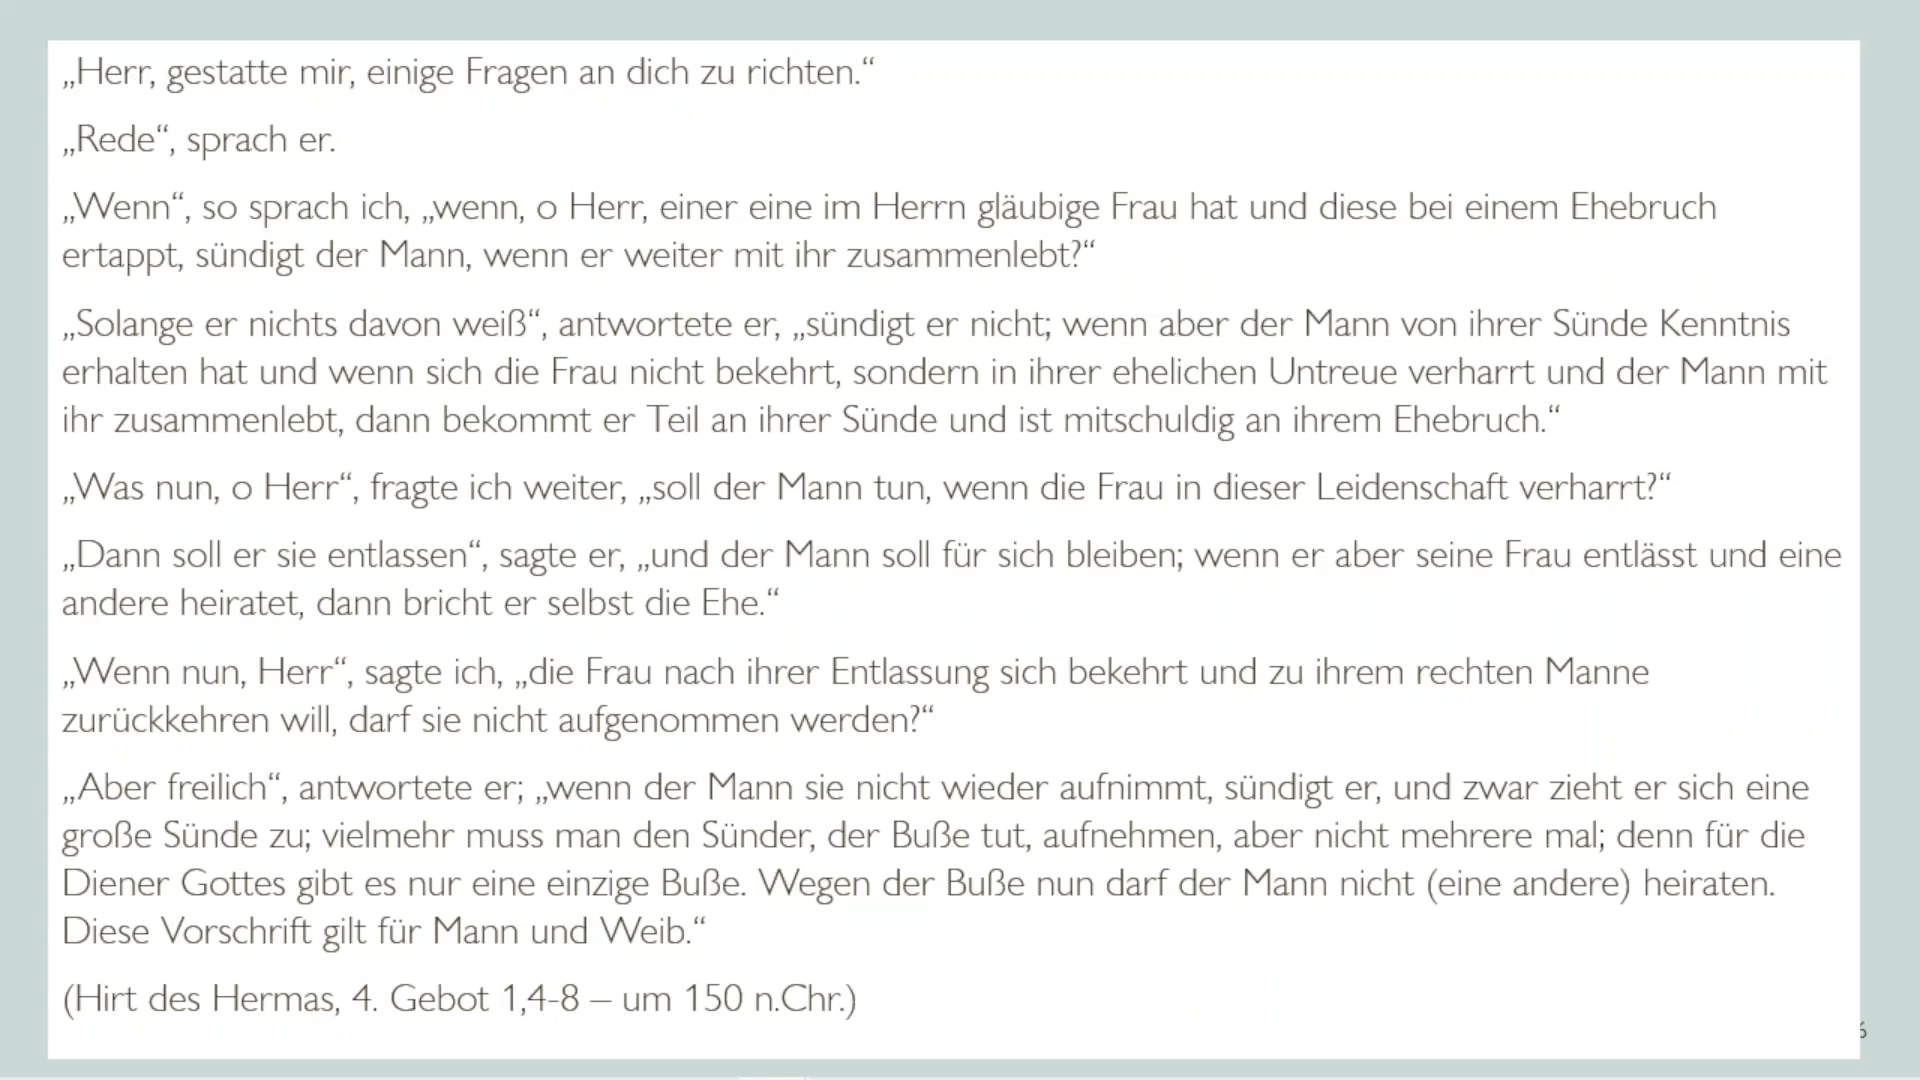 „Herr, gestatte mir, einige Fragen an dich zu richten.“
„Rede“, sprach er.
„Wenn“, so sprach ich, „wenn, o Herr, einer eine im Herrn gläubige Frau hat und diese bei einem Ehebruch
ertappt, sündigt der Mann, wenn er weiter mit ihr zusammenlebt?“
„Solange er nichts davon weiß“, antwortete er, „sündigt er nicht; wenn aber der Mann von ihrer Sünde Kenntnis
erhalten hat und wenn sich die Frau nicht bekehrt, sondern in ihrer ehelichen Untreue verharrt und der Mann mit
ihr zusammenlebt, dann bekommt er Teil an ihrer Sünde und ist mitschuldig an ihrem Ehebruch.“
„Was nun, o Herr“, fragte ich weiter, „soll der Mann tun, wenn die Frau in dieser Leidenschaft verharrt?“
„Dann soll er sie entlassen“, sagte er, „und der Mann soll für sich bleiben; wenn er aber seine Frau entlässt und eine
andere heiratet, dann bricht er selbst die Ehe.“
„Wenn nun, Herr“, sagte ich, „die Frau nach ihrer Entlassung sich bekehrt und zu ihrem rechten Manne
zurückkehren will, darf sie nicht aufgenommen werden?“
„Aber freilich“, antwortete er; „wenn der Mann sie nicht wieder aufnimmt, sündigt er, und zwar zieht er sich eine
große Sünde zu; vielmehr muss man den Sünder, der Buße tut, aufnehmen, aber nicht mehrere mal; denn für die
Diener Gottes gibt es nur eine einzige Buße. Wegen der Buße nun darf der Mann nicht (eine andere) heiraten.
Diese Vorschrift gilt für Mann und Weib.“
(Hirt des Hermas, 4. Gebot 1,4-8 – um 150 n.Chr.)